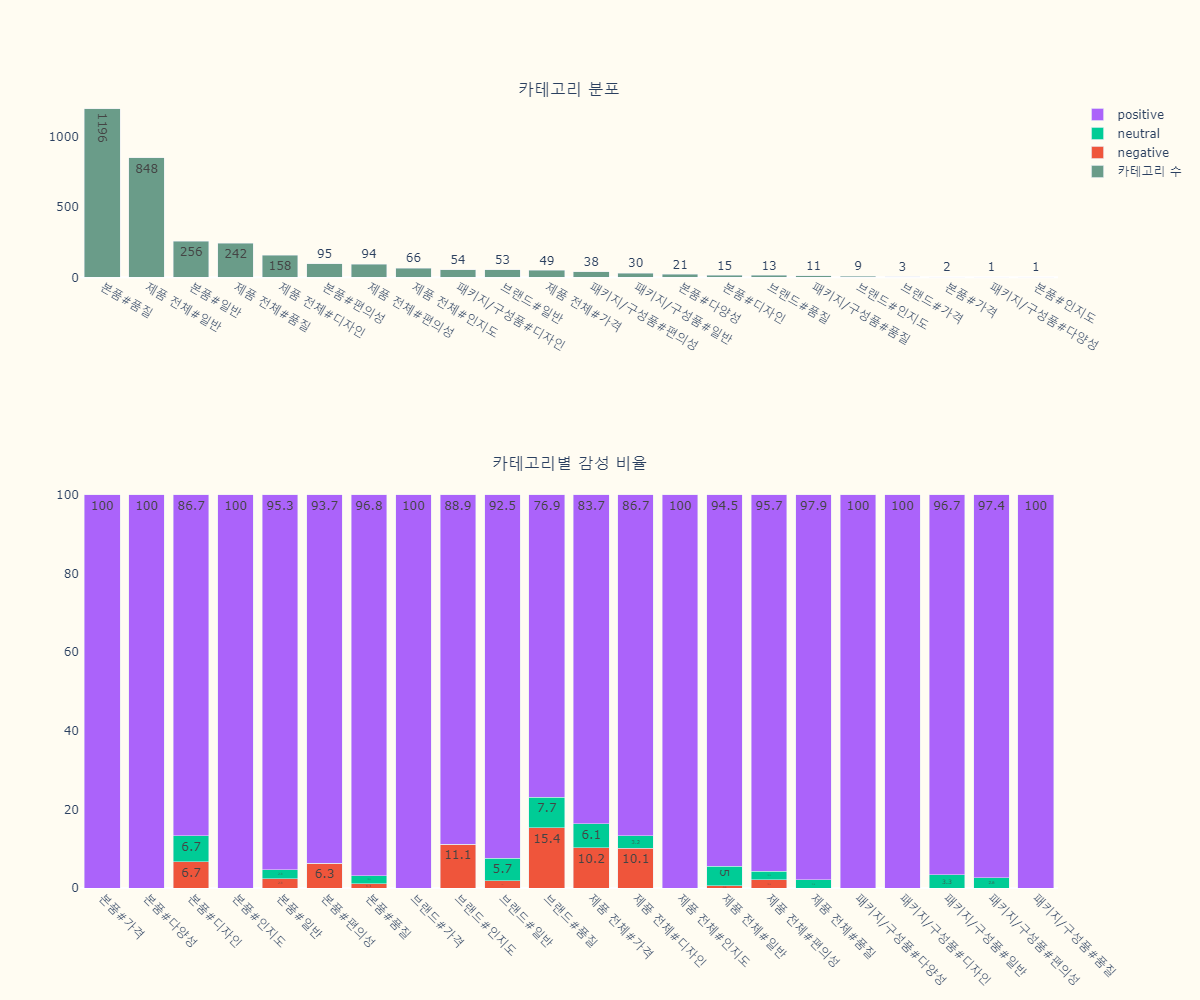 카테고리 분포
positive
neutral
negative
카테고리 수
1000
500
0
1196
848
256
242
158
95
94
66
54
53
49
38
30
21
15
13
11
9
3
2
1
1
본품#품질
제품 전체#일반
본품#일반
제품 전체#품질
제품 전체#디자인
본품#편의성
제품 전체#편의성
제품 전체#인지도
패키지/구성품#디자인
브랜드#일반
제품 전체#가격
패키지/구성품#편의성
패키지/구성품#일반
본품#다양성
본품#디자인
브랜드#품질
패키지/구성품#품질
브랜드#인지도
브랜드#가격
본품#가격
패키지/구성품#다양성
본품#인지도
카테고리별 감성 비율
100
80
60
40
20
0
100
100
86.7
100
95.3
93.7
96.8
100
88.9
92.5
76.9
83.7
86.7
100
94.5
95.7
97.9
100
100
96.7
97.4
100
6.7
5.7
7.7
6.1
3.3
5
3.3
6.7
6.3
11.1
15.4
10.2
10.1
본품#가격
본품#다양성
본품#디자인
본품#인지도
본품#일반
본품#편의성
본품#품질
브랜드#가격
브랜드#인지도
브랜드#일반
브랜드#품질
제품 전체#가격
제품 전체#디자인
제품 전체#인지도
제품 전체#일반
제품 전체#편의성
제품 전체#품질
패키지/구성품#다양성
패키지/구성품#디자인
패키지/구성품#일반
패키지/구성품#편의성
패키지/구성품#품질